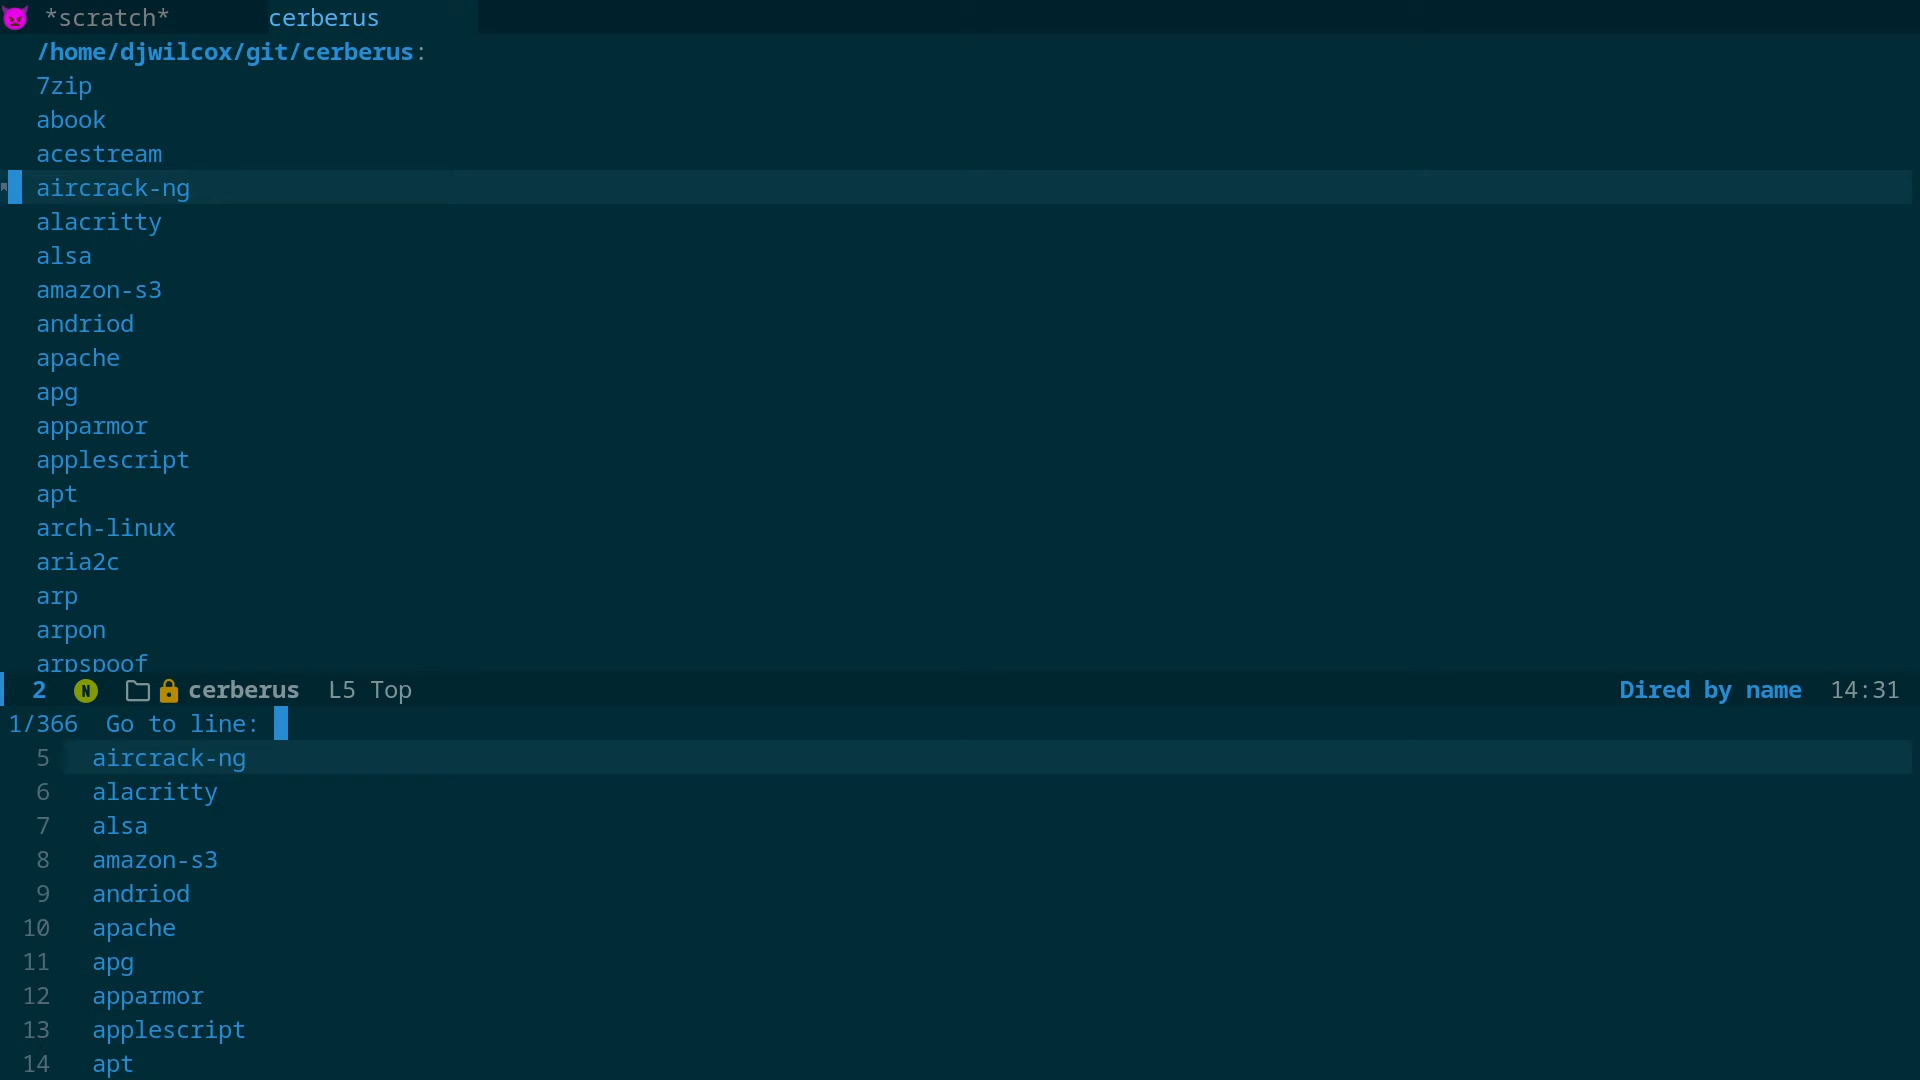 *scratch* cerberus
/home/djwilcox/git/cerberus:
7zip
abook
acestream
aircrack-ng
alacritty
alsa
amazon-s3
andriod
apache
apg
apparmor
applescript
apt
arch-linux
aria2c
arp
arpon
arpspoof
2 N cerberus L5 Top Dired by name 14:31
1/366 Go to line:
5 aircrack-ng
6 alacritty
7 alsa
8 amazon-s3
9 andriod
10 apache
11 apg
12 apparmor
13 applescript
14 apt